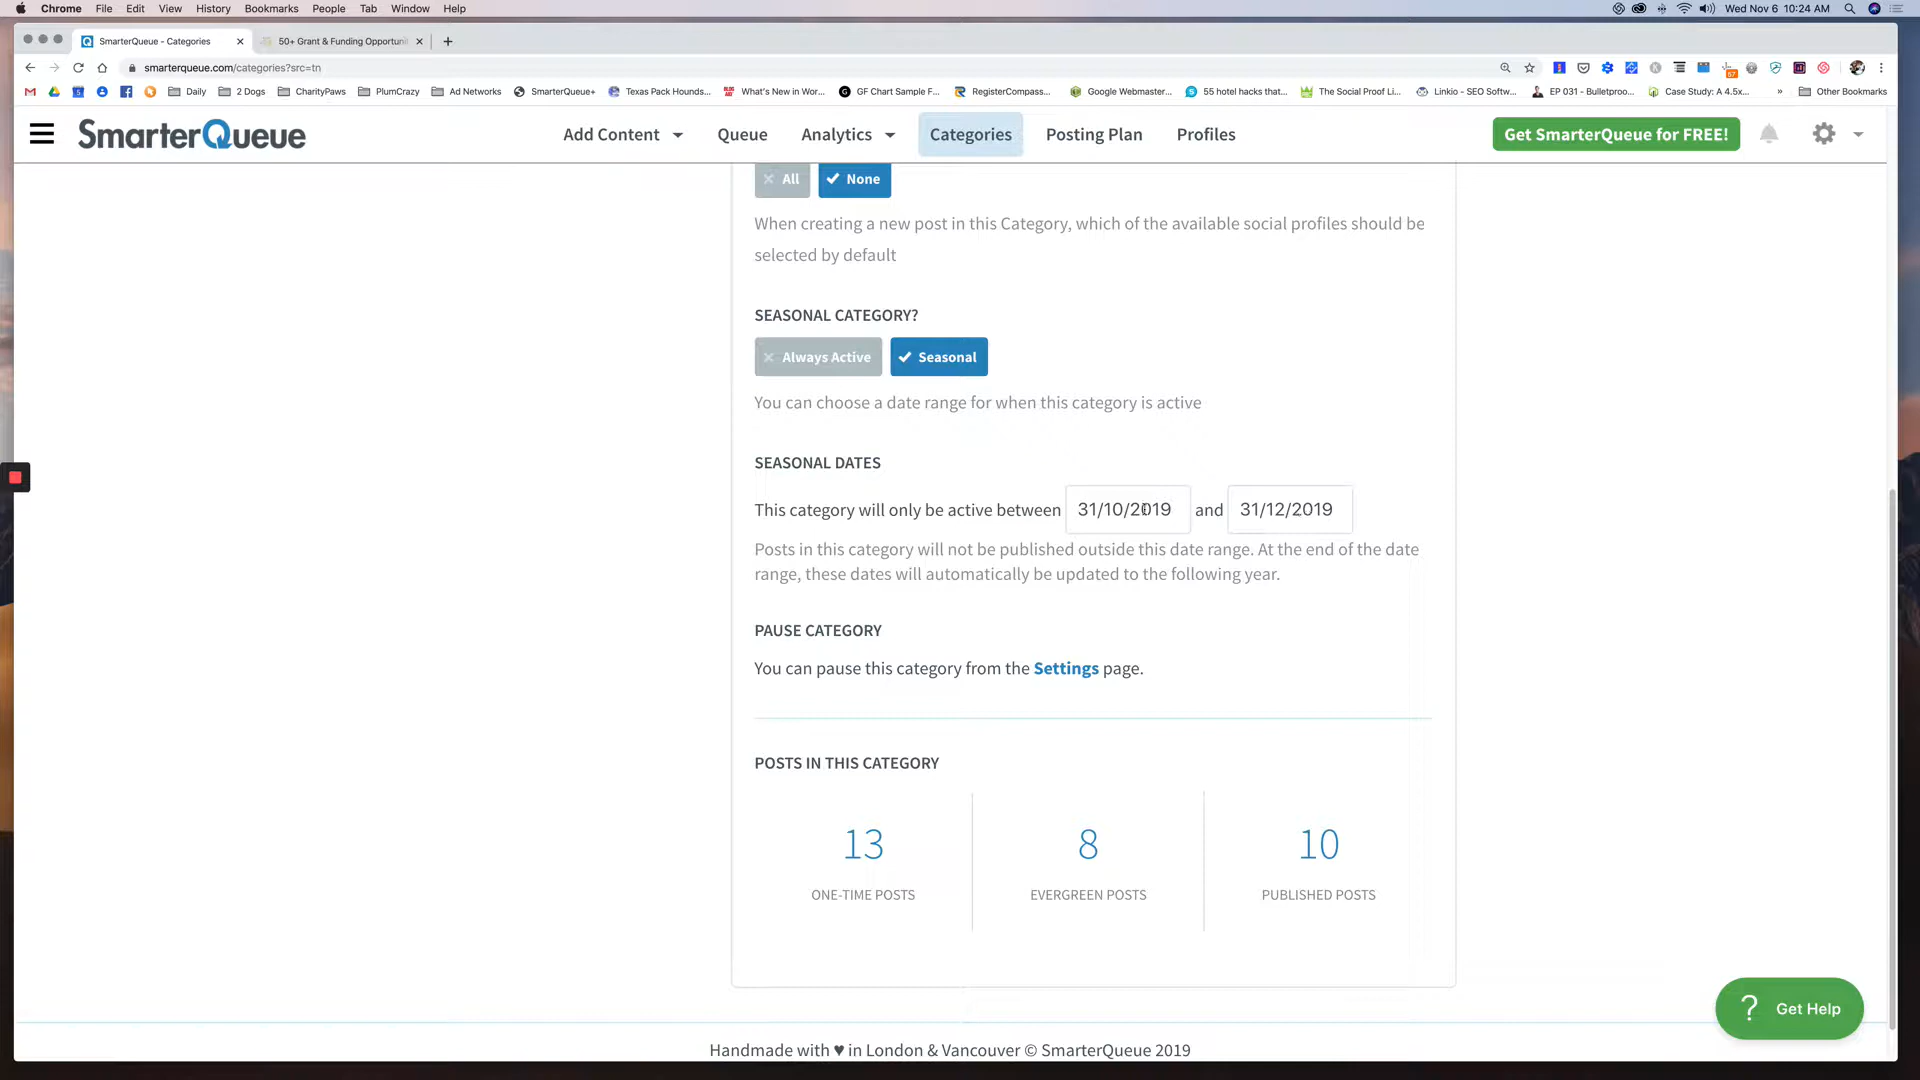 Chrome File Edit View History Bookmarks People Tab Window Help Wed Nov 6 10:24 AM
SmarterQueue - Categories 50+ Grant & Funding Opportuni
smarterqueue.com/categories?src=tn
Daily 2 Dogs CharityPaws PlumCrazy Ad Networks SmarterQueue+ Texas Pack Hounds... What's New in Wor... GF Chart Sample F... RegisterCompass... Google Webmaster... 55 hotel hacks that... The Social Proof Li... Linkio - SEO Softw... EP 031 - Bulletproo... Case Study: A 4.5x... » Other Bookmarks
SmarterQueue Add Content Queue Analytics Categories Posting Plan Profiles Get SmarterQueue for FREE!
All None
When creating a new post in this Category, which of the available social profiles should be
selected by default
SEASONAL CATEGORY?
Always Active Seasonal
You can choose a date range for when this category is active
SEASONAL DATES
This category will only be active between 31/10/2019 and 31/12/2019
Posts in this category will not be published outside this date range. At the end of the date
range, these dates will automatically be updated to the following year.
PAUSE CATEGORY
You can pause this category from the Settings page.
POSTS IN THIS CATEGORY
13 8 10
ONE-TIME POSTS EVERGREEN POSTS PUBLISHED POSTS
? Get Help
Handmade with ♥ in London & Vancouver © SmarterQueue 2019